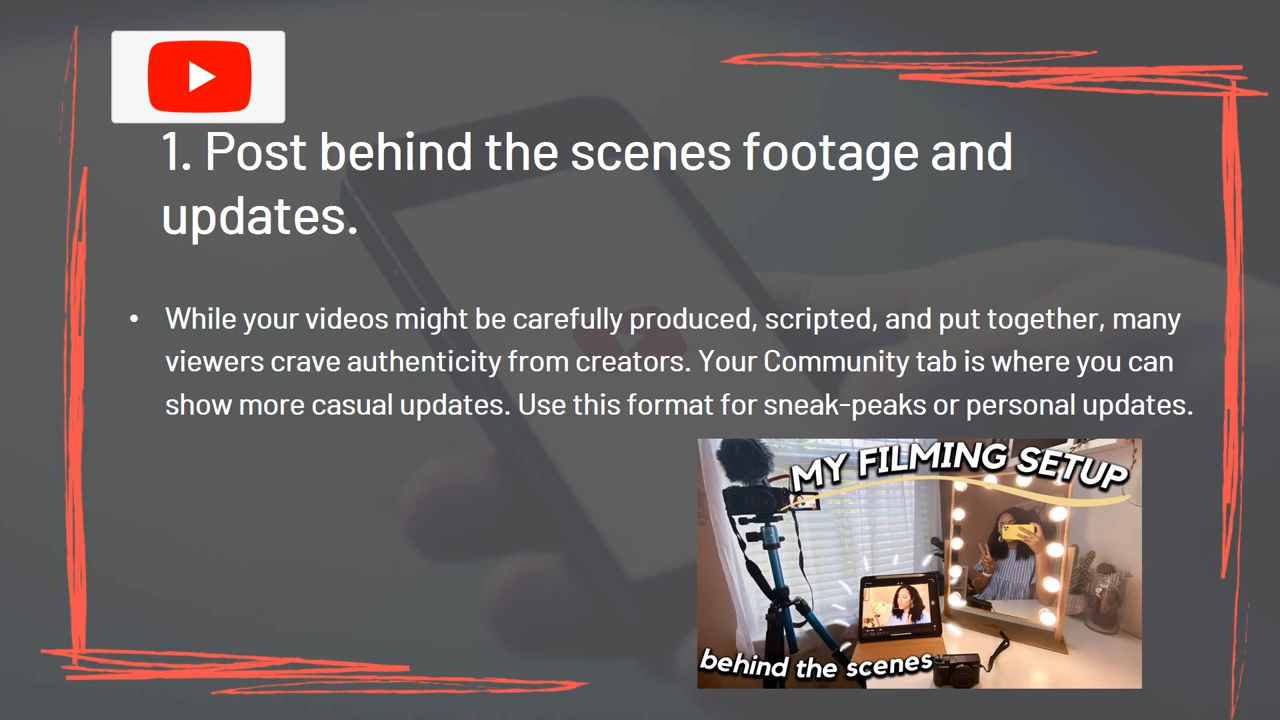 1. Post behind the scenes footage and
updates.
• While your videos might be carefully produced, scripted, and put together, many
viewers crave authenticity from creators. Your Community tab is where you can
show more casual updates. Use this format for sneak-peaks or personal updates.
MY FILMING SETUP
behind the scenes